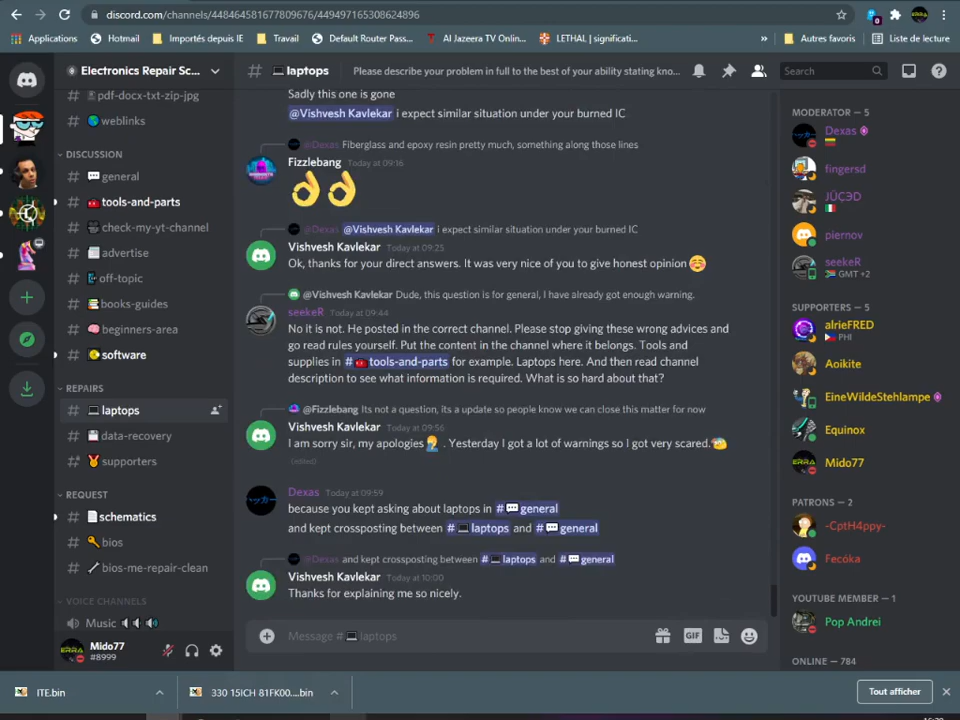 discord.com/channels/448464581677809676/449497165308624896
Applications
Hotmail
Importés depuis IE
Travail
Default Router Pass...
Al Jazeera TV Onlin...
LETHAL | significati...
»
Autres favoris
Liste de lecture
Electronics Repair Sc...
# pdf-docx-txt-zip-jpg
# weblinks
DISCUSSION
# general
# tools-and-parts
# check-my-yt-channel
# advertise
# off-topic
# books-guides
# beginners-area
# software
REPAIRS
# laptops
# data-recovery
# supporters
REQUEST
# schematics
# bios
# bios-me-repair-clean
VOICE CHANNELS
Music
Mido77
#8999
# laptops
Please describe your problem in full to the best of your ability stating kno...
Search
Sadly this one is gone
@Vishvesh Kavlekar i expect similar situation under your burned IC
@Dexas Fiberglass and epoxy resin pretty much, something along those lines
Fizzlebang Today at 09:16
👌👌
@Dexas @Vishvesh Kavlekar i expect similar situation under your burned IC
Vishvesh Kavlekar Today at 09:25
Ok, thanks for your direct answers. It was very nice of you to give honest opinion ☺️
@Vishvesh Kavlekar Dude, this question is for general, I have already got enough warning.
seekeR Today at 09:44
No it is not. He posted in the correct channel. Please stop giving these wrong advices and
go read rules yourself. Put the content in the channel where it belongs. Tools and
supplies in # tools-and-parts for example. Laptops here. And then read channel
description to see what information is required. What is so hard about that?
@Fizzlebang Its not a question, its a update so people know we can close this matter for now
Vishvesh Kavlekar Today at 09:56
I am sorry sir, my apologies . Yesterday I got a lot of warnings so I got very scared.
(edited)
Dexas Today at 09:59
because you kept asking about laptops in # general
and kept crossposting between # laptops and # general
@Dexas and kept crossposting between # laptops and # general
Vishvesh Kavlekar Today at 10:00
Thanks for explaining me so nicely.
Message # laptops
GIF
MODERATOR — 5
Dexas
fingersd
JÛÇ3D
piernov
seekeR
GMT +2
SUPPORTERS — 5
alrieFRED
PHI
Aoikite
EineWildeStehlampe
Equinox
Mido77
PATRONS — 2
-CptH4ppy-
Fecóka
YOUTUBE MEMBER — 1
Pop Andrei
ONLINE — 784
ITE.bin
330 15ICH 81FK00....bin
Tout afficher